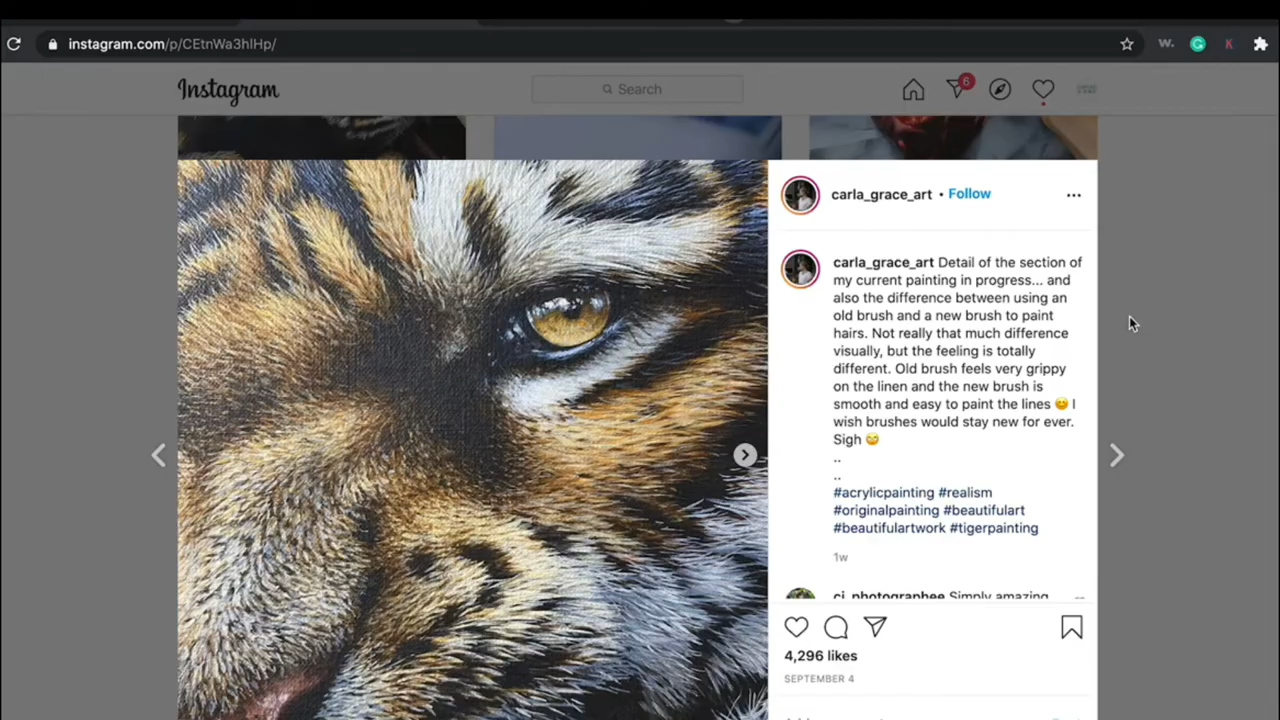 instagram.com/p/CEtnWa3hlHp/
W.
K
Instagram
Search
6
carla_grace_art • Follow
carla_grace_art Detail of the section of
my current painting in progress... and
also the difference between using an
old brush and a new brush to paint
hairs. Not really that much difference
visually, but the feeling is totally
different. Old brush feels very grippy
on the linen and the new brush is
smooth and easy to paint the lines 😊 I
wish brushes would stay new for ever.
Sigh 😄
..
..
#acrylicpainting #realism
#originalpainting #beautifulart
#beautifulartwork #tigerpainting
1w
ci_photographee Simply amazing
4,296 likes
SEPTEMBER 4